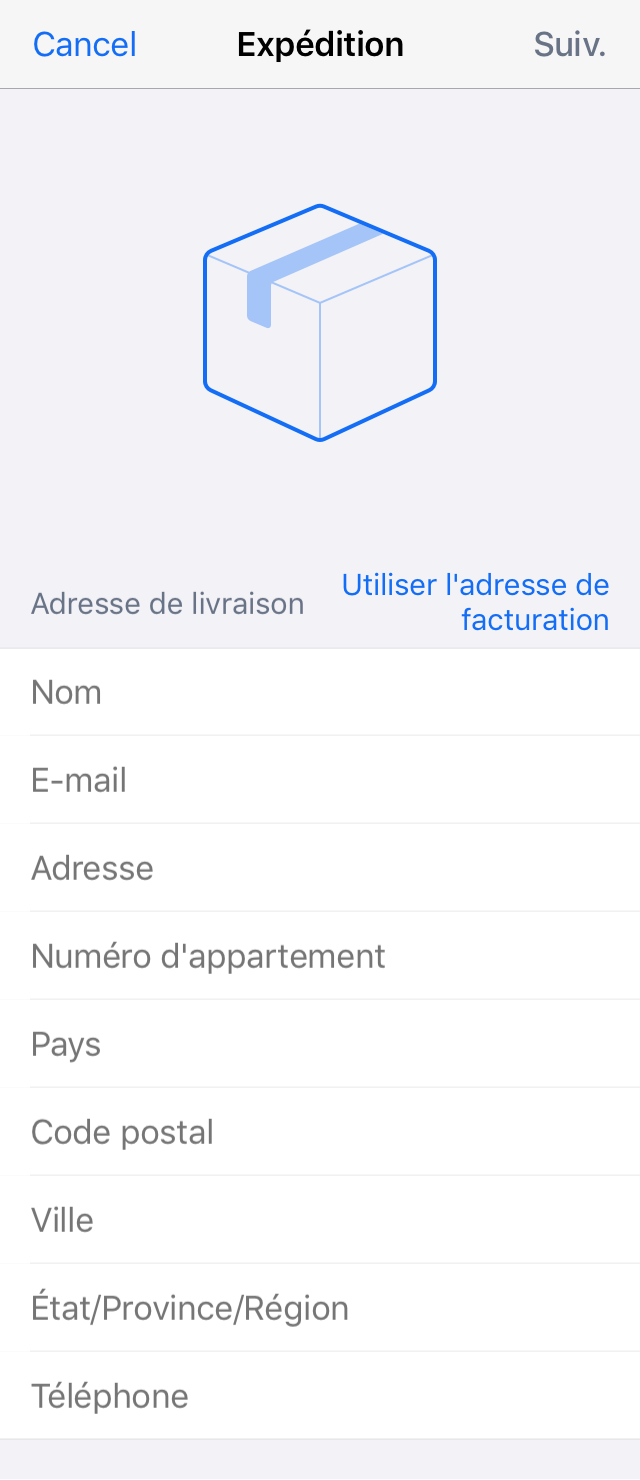 Cancel Expédition Suiv.
Adresse de livraison
Utiliser l'adresse de
facturation
Nom
E-mail
Adresse
Numéro d'appartement
Pays
Code postal
Ville
État/Province/Région
Téléphone